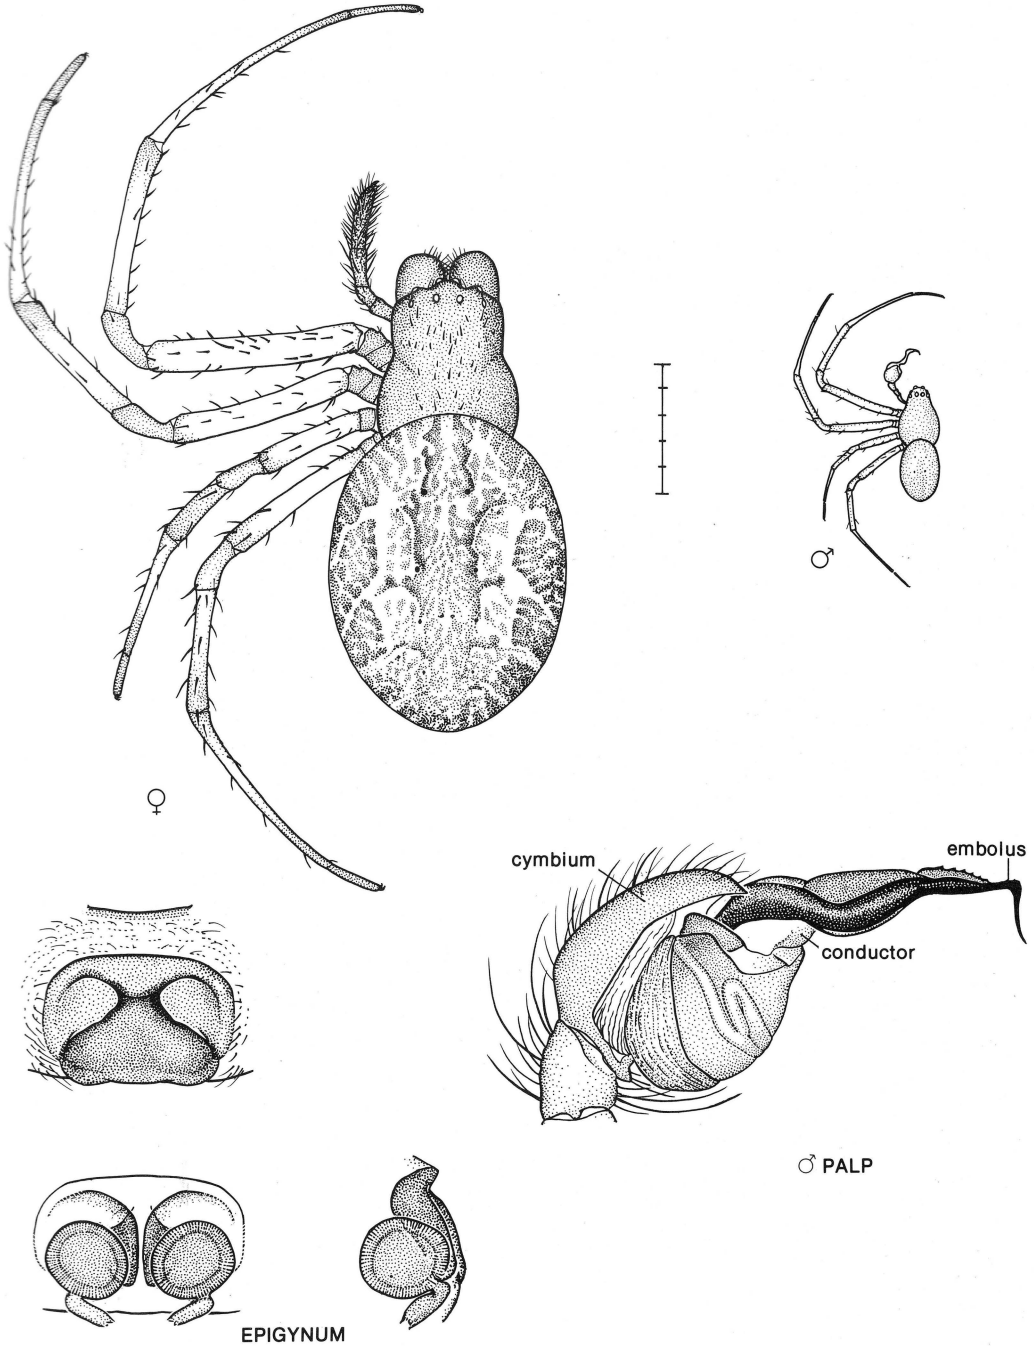 ♂
♀
cymbium
embolus
conductor
♂ PALP
EPIGYNUM